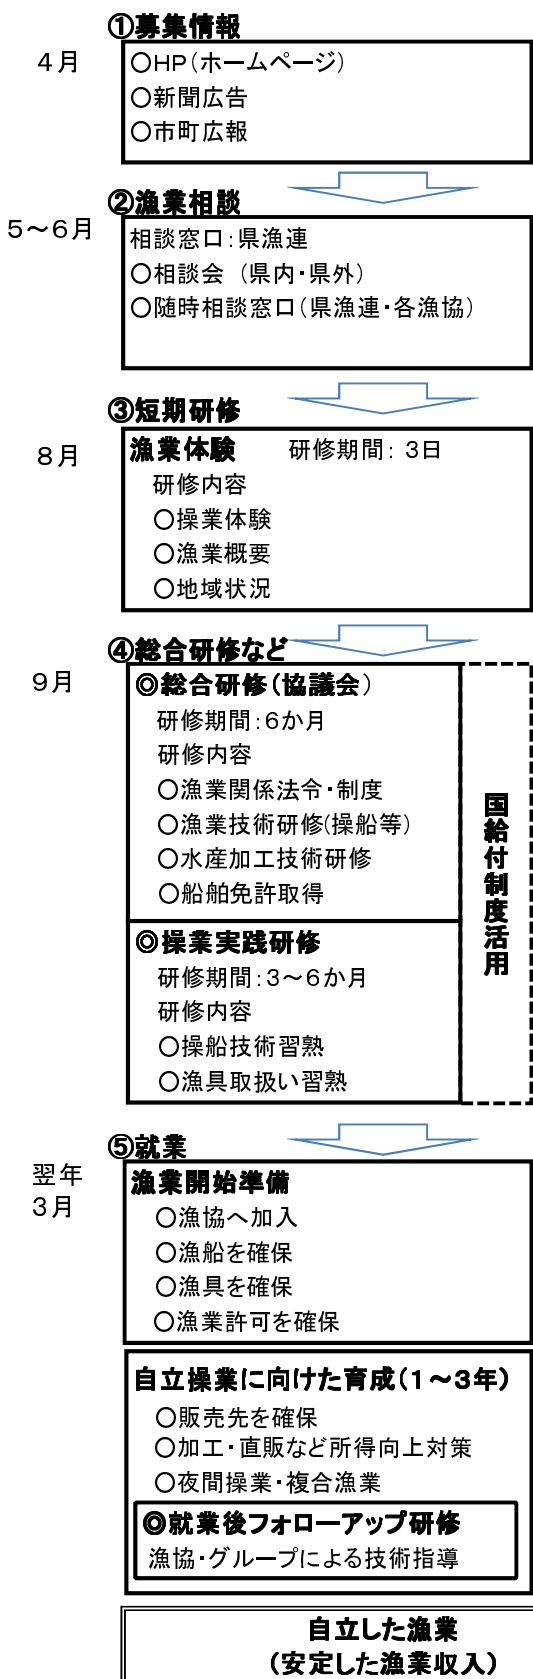 ①募集情報
4月
○HP(ホームページ)
○新聞広告
○市町広報
②漁業相談
5～6月
相談窓口:県漁連
○相談会 (県内・県外)
○随時相談窓口(県漁連・各漁協)
③短期研修
8月
漁業体験 研修期間: 3日
研修内容
○操業体験
○漁業概要
○地域状況
④総合研修など
9月
◎総合研修(協議会)
研修期間:6か月
研修内容
○漁業関係法令・制度
○漁業技術研修(操船等)
○水産加工技術研修
○船舶免許取得
国給付制度活用
◎操業実践研修
研修期間:3～6か月
研修内容
○操船技術習熟
○漁具取扱い習熟
⑤就業
翌年
3月
漁業開始準備
○漁協へ加入
○漁船を確保
○漁具を確保
○漁業許可を確保
自立操業に向けた育成(1～3年)
○販売先を確保
○加工・直販など所得向上対策
○夜間操業・複合漁業
◎就業後フォローアップ研修
漁協・グループによる技術指導
自立した漁業
(安定した漁業収入)